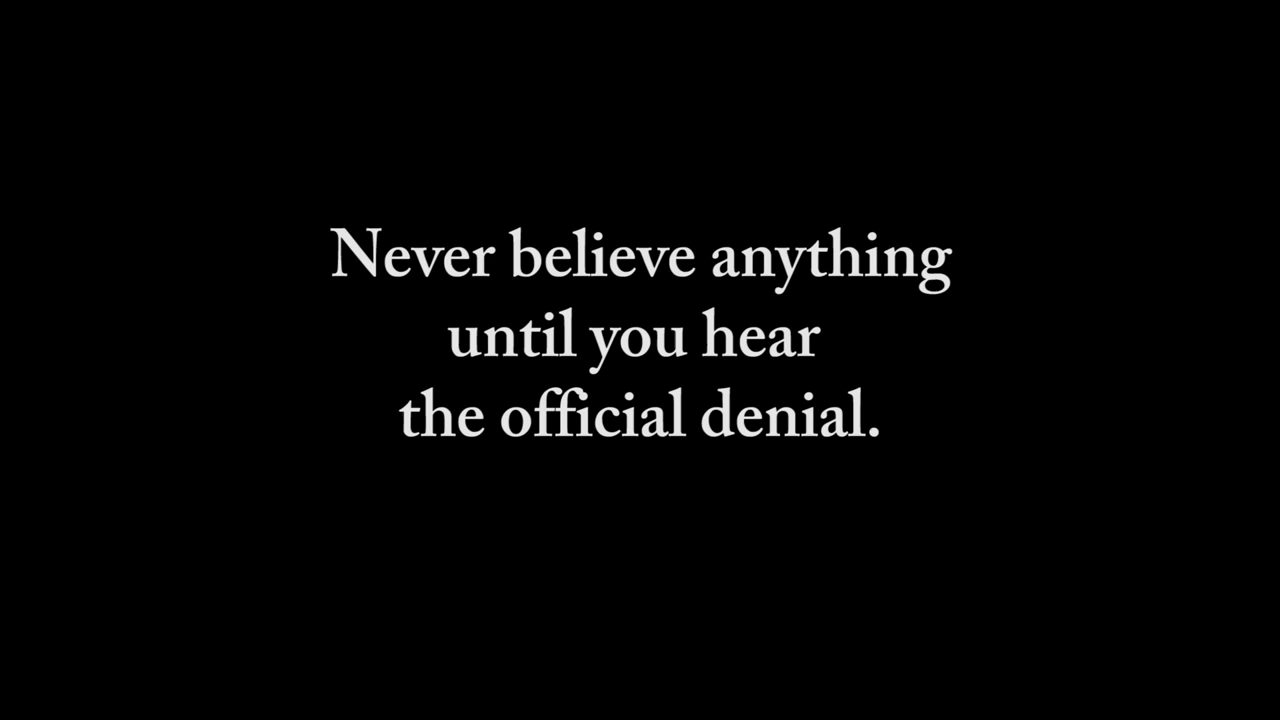 Never believe anything
until you hear
the official denial.